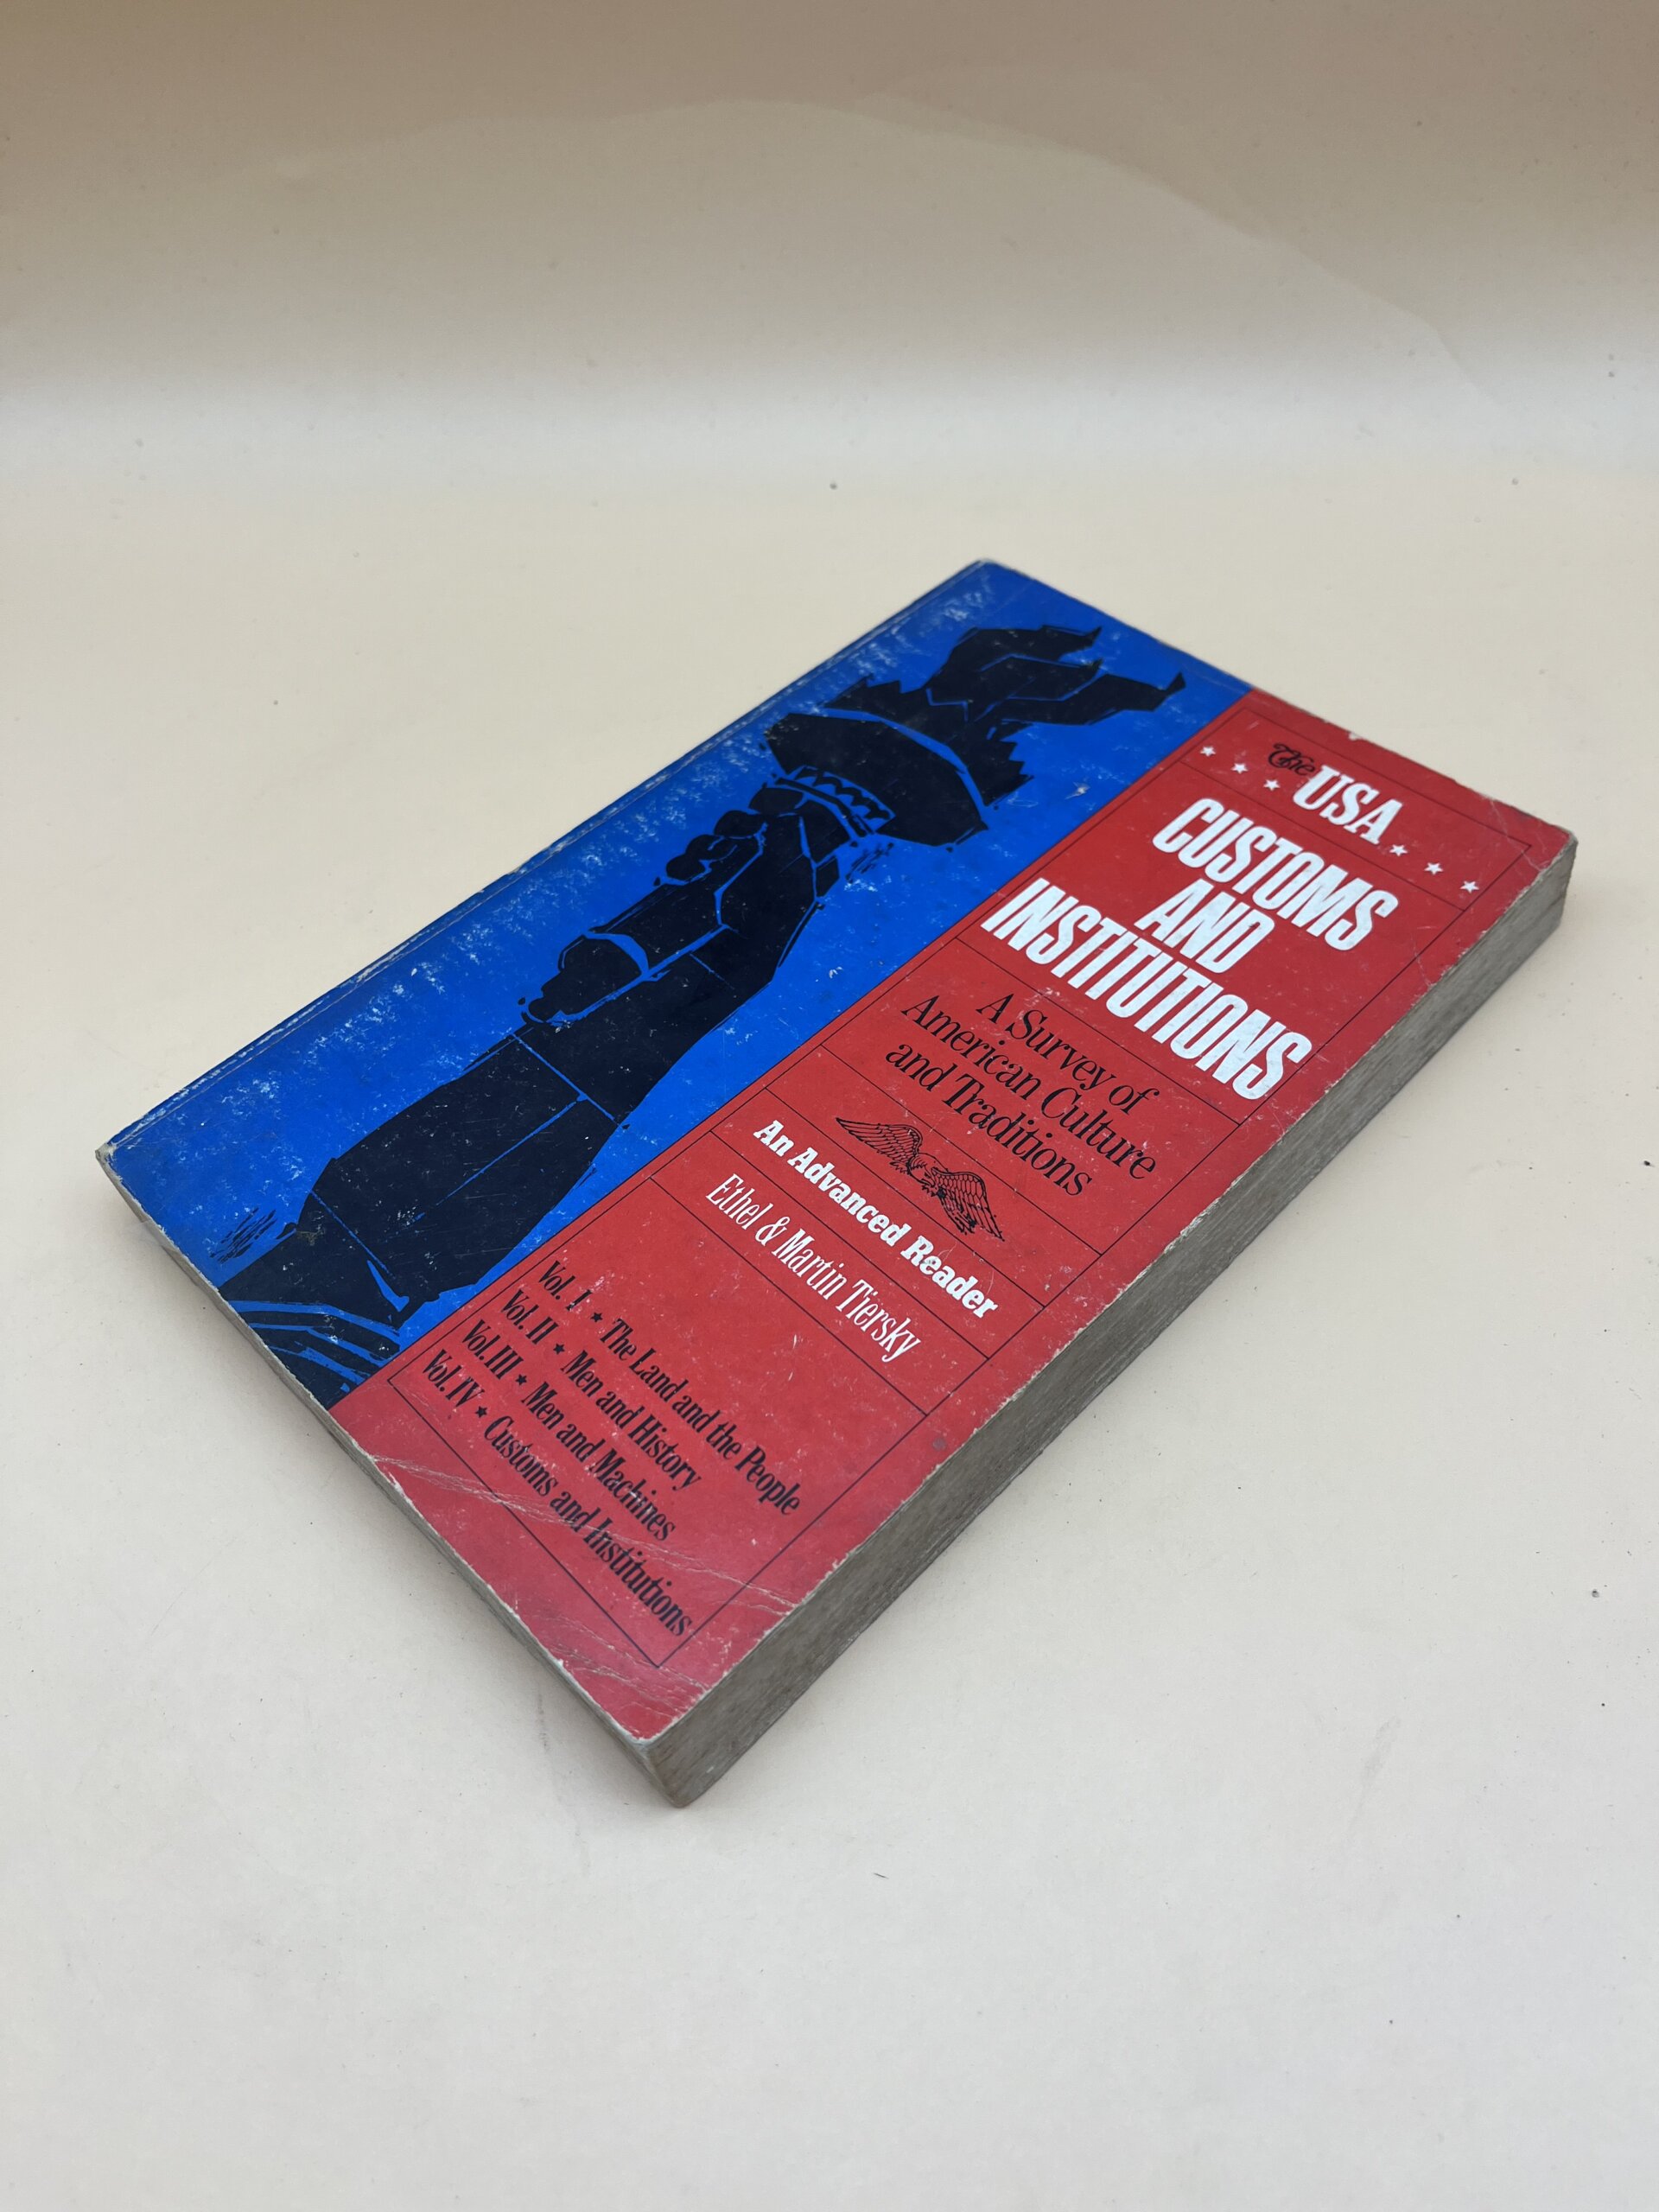 The USA
CUSTOMS
AND
INSTITUTIONS
A Survey of
American Culture
and Traditions
An Advanced Reader
Ethel & Martin Tiersky
Vol. I ★ The Land and the People
Vol. II ★ Men and History
Vol. III ★ Men and Machines
Vol. IV ★ Customs and Institutions